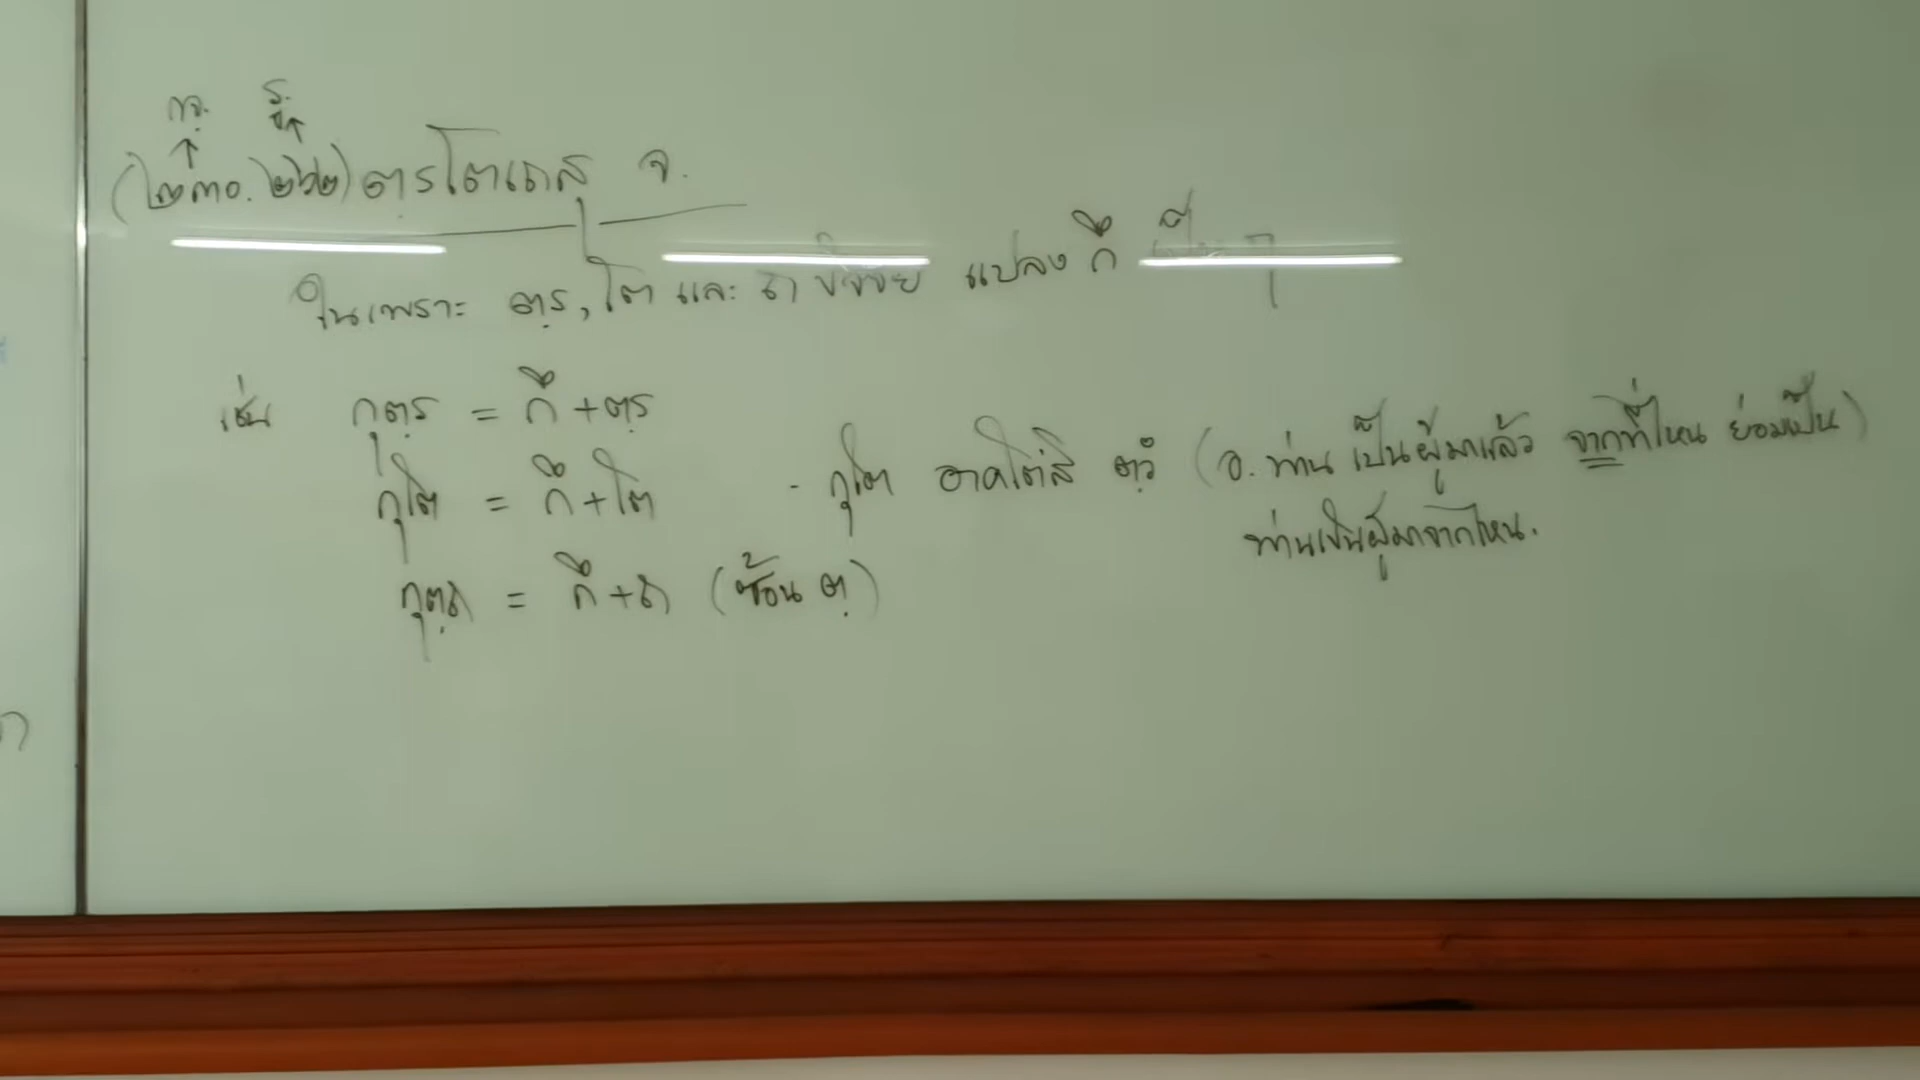 กจฺ. รู.
(๒๓๐. ๒๖๒) ตฺรโตเถสุ จ.
ในเพราะ ตฺร, โต และ ถ ปัจจัย แปลง กึ เป็น กุ
เช่น กุตฺร = กึ + ตฺร
กุโต = กึ + โต - กุโต อาคโตสิ ตฺวํ (อ. ท่าน เป็นผู้มาแล้ว จากที่ไหน ย่อมเป็น)
ท่านเป็นผู้มาจากไหน.
กุตฺถ = กึ + ถ (ซ้อน ตฺ)